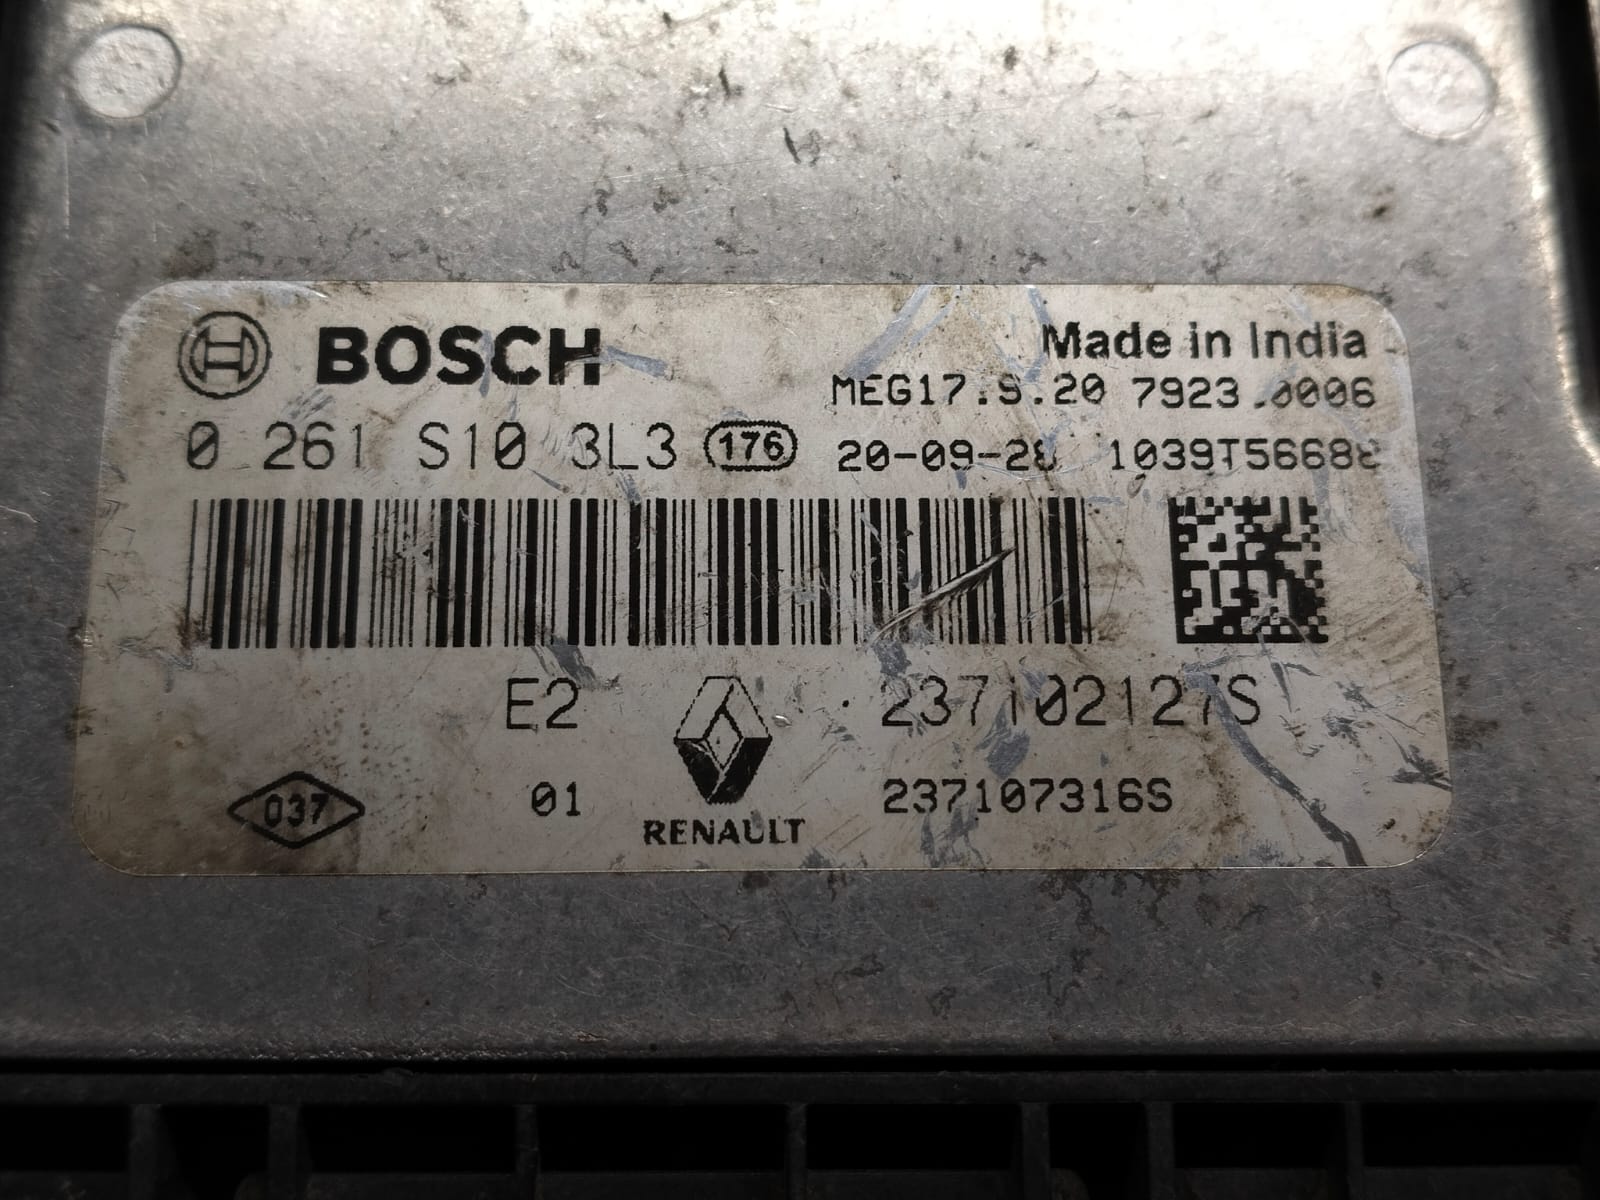 BOSCH
Made in India
MEG17.9.20 7923.0006
0 261 S10 3L3 176
20-09-28 1039T5668
E2
237102127S
037
01
RENAULT
237107316S